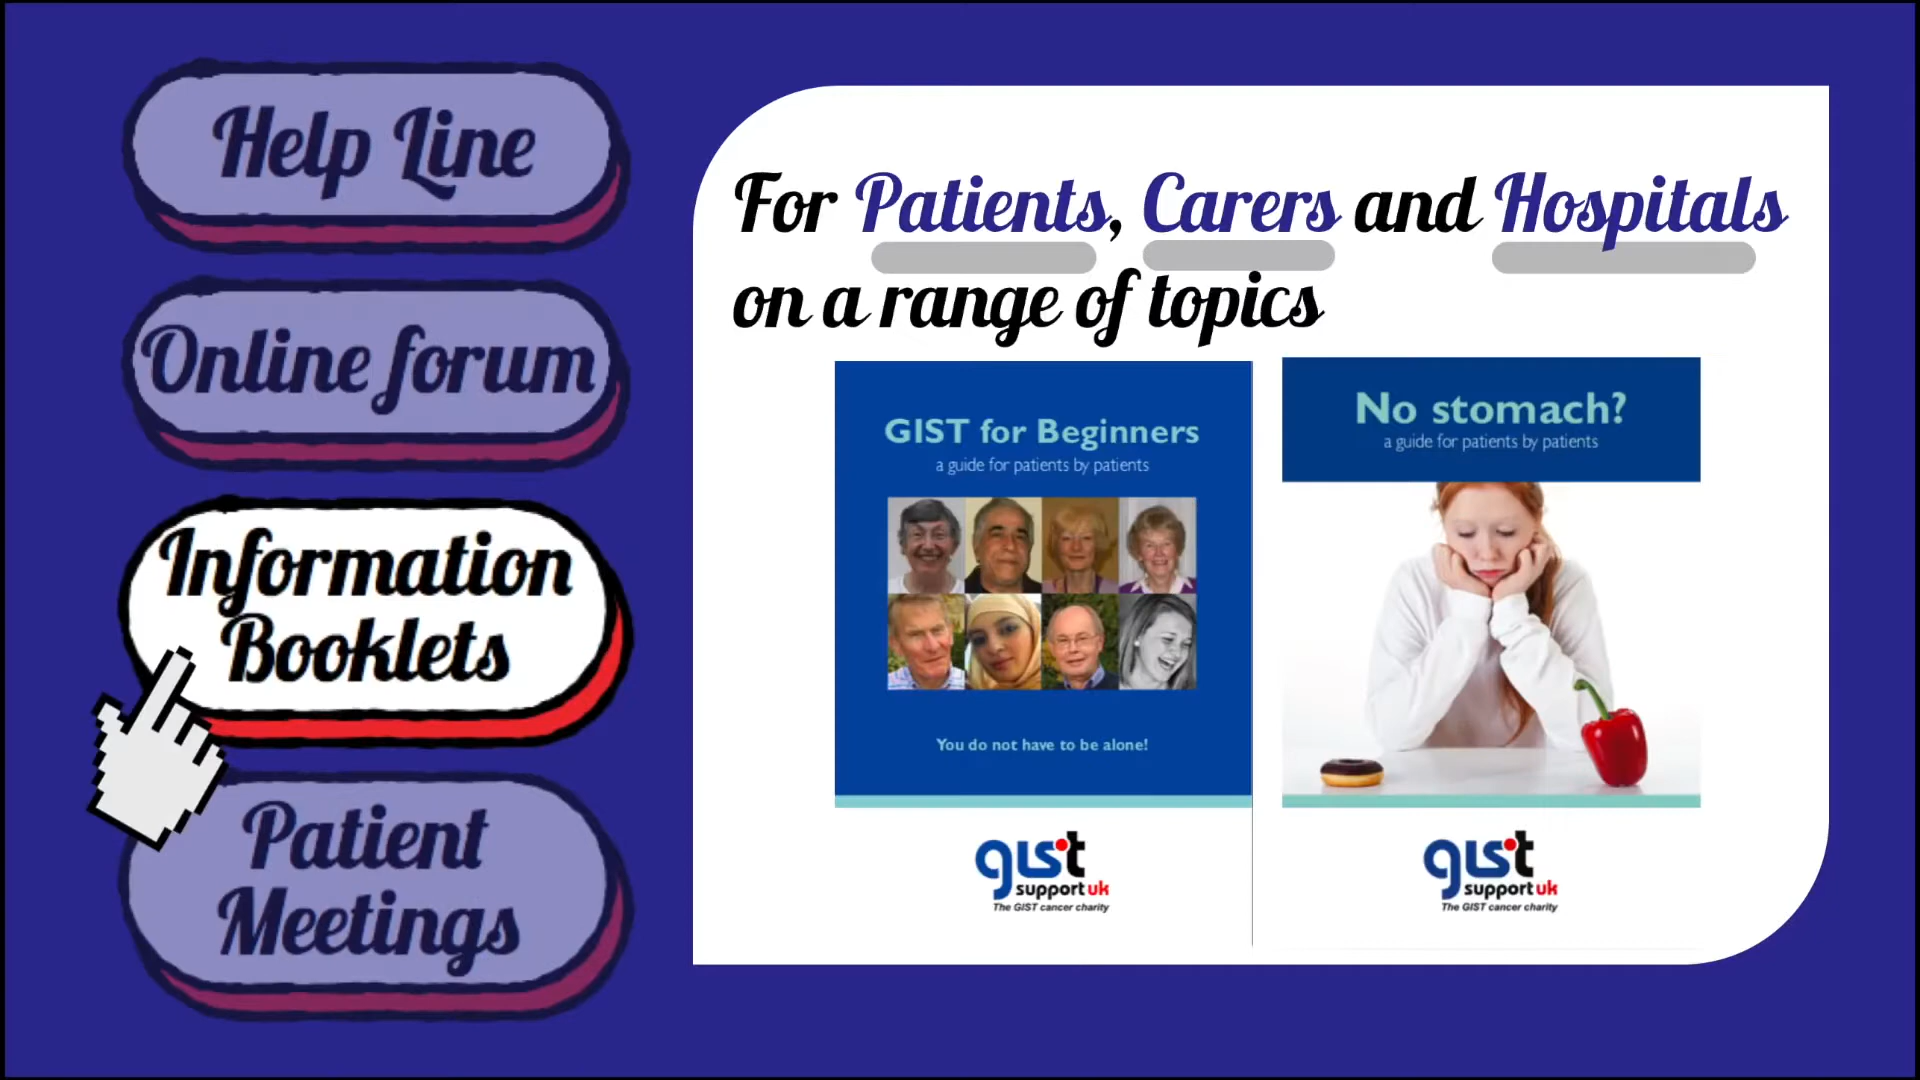 Help Line
Online forum
Information
Booklets
Patient
Meetings
For Patients, Carers and Hospitals
on a range of topics
GIST for Beginners
a guide for patients by patients
You do not have to be alone!
gist
support uk
The GIST cancer charity
No stomach?
a guide for patients by patients
gist
support uk
The GIST cancer charity